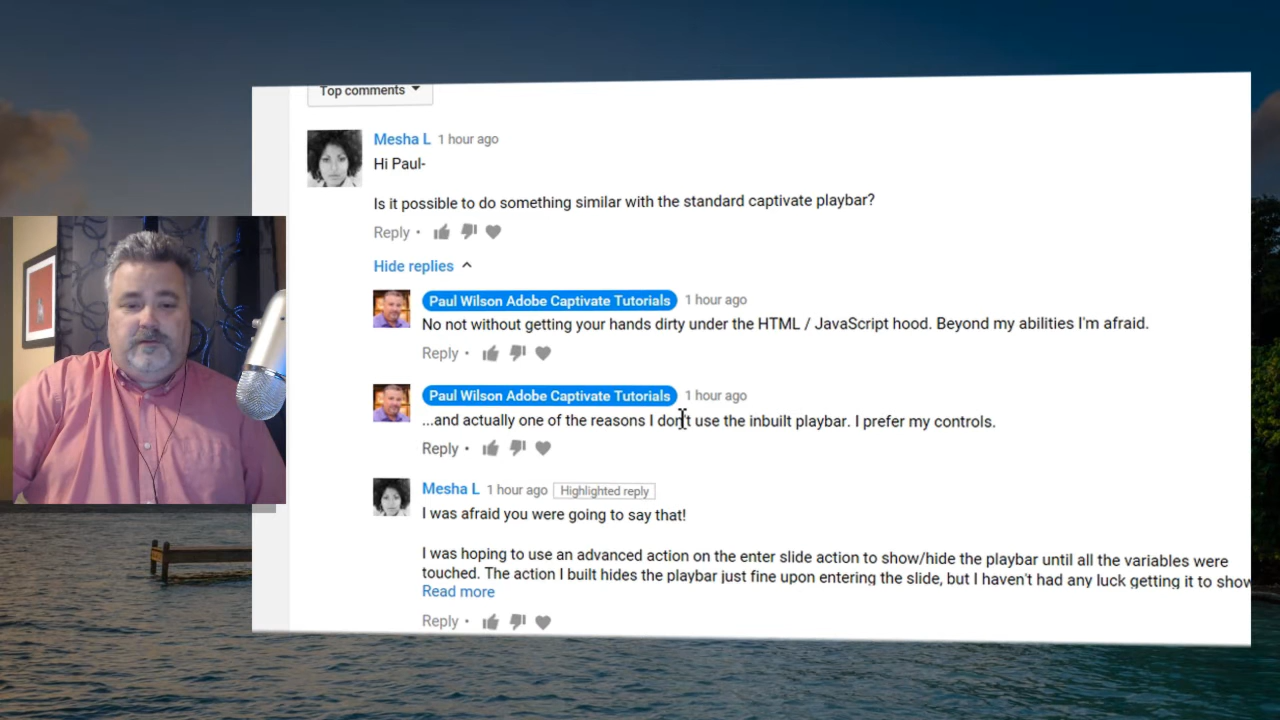 Top comments
Mesha L 1 hour ago
Hi Paul-
Is it possible to do something similar with the standard captivate playbar?
Reply •
Hide replies
Paul Wilson Adobe Captivate Tutorials 1 hour ago
No not without getting your hands dirty under the HTML / JavaScript hood. Beyond my abilities I'm afraid.
Reply •
Paul Wilson Adobe Captivate Tutorials 1 hour ago
...and actually one of the reasons I don't use the inbuilt playbar. I prefer my controls.
Reply •
Mesha L 1 hour ago Highlighted reply
I was afraid you were going to say that!
I was hoping to use an advanced action on the enter slide action to show/hide the playbar until all the variables were
touched. The action I built hides the playbar just fine upon entering the slide, but I haven't had any luck getting it to show
Read more
Reply •